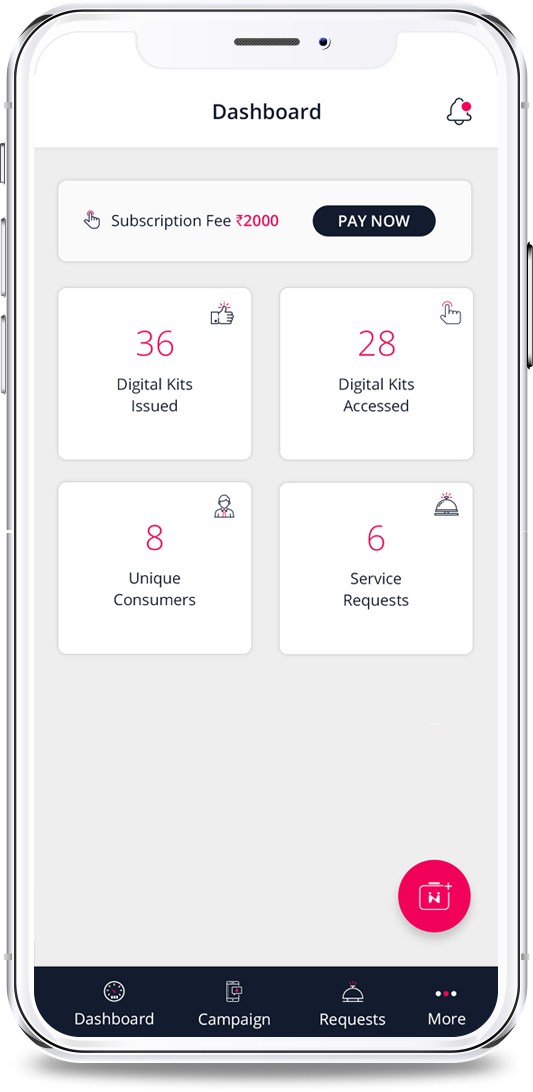 Dashboard
Subscription Fee ₹2000
PAY NOW
36
Digital Kits
Issued
28
Digital Kits
Accessed
8
Unique
Consumers
6
Service
Requests
Dashboard
Campaign
Requests
More